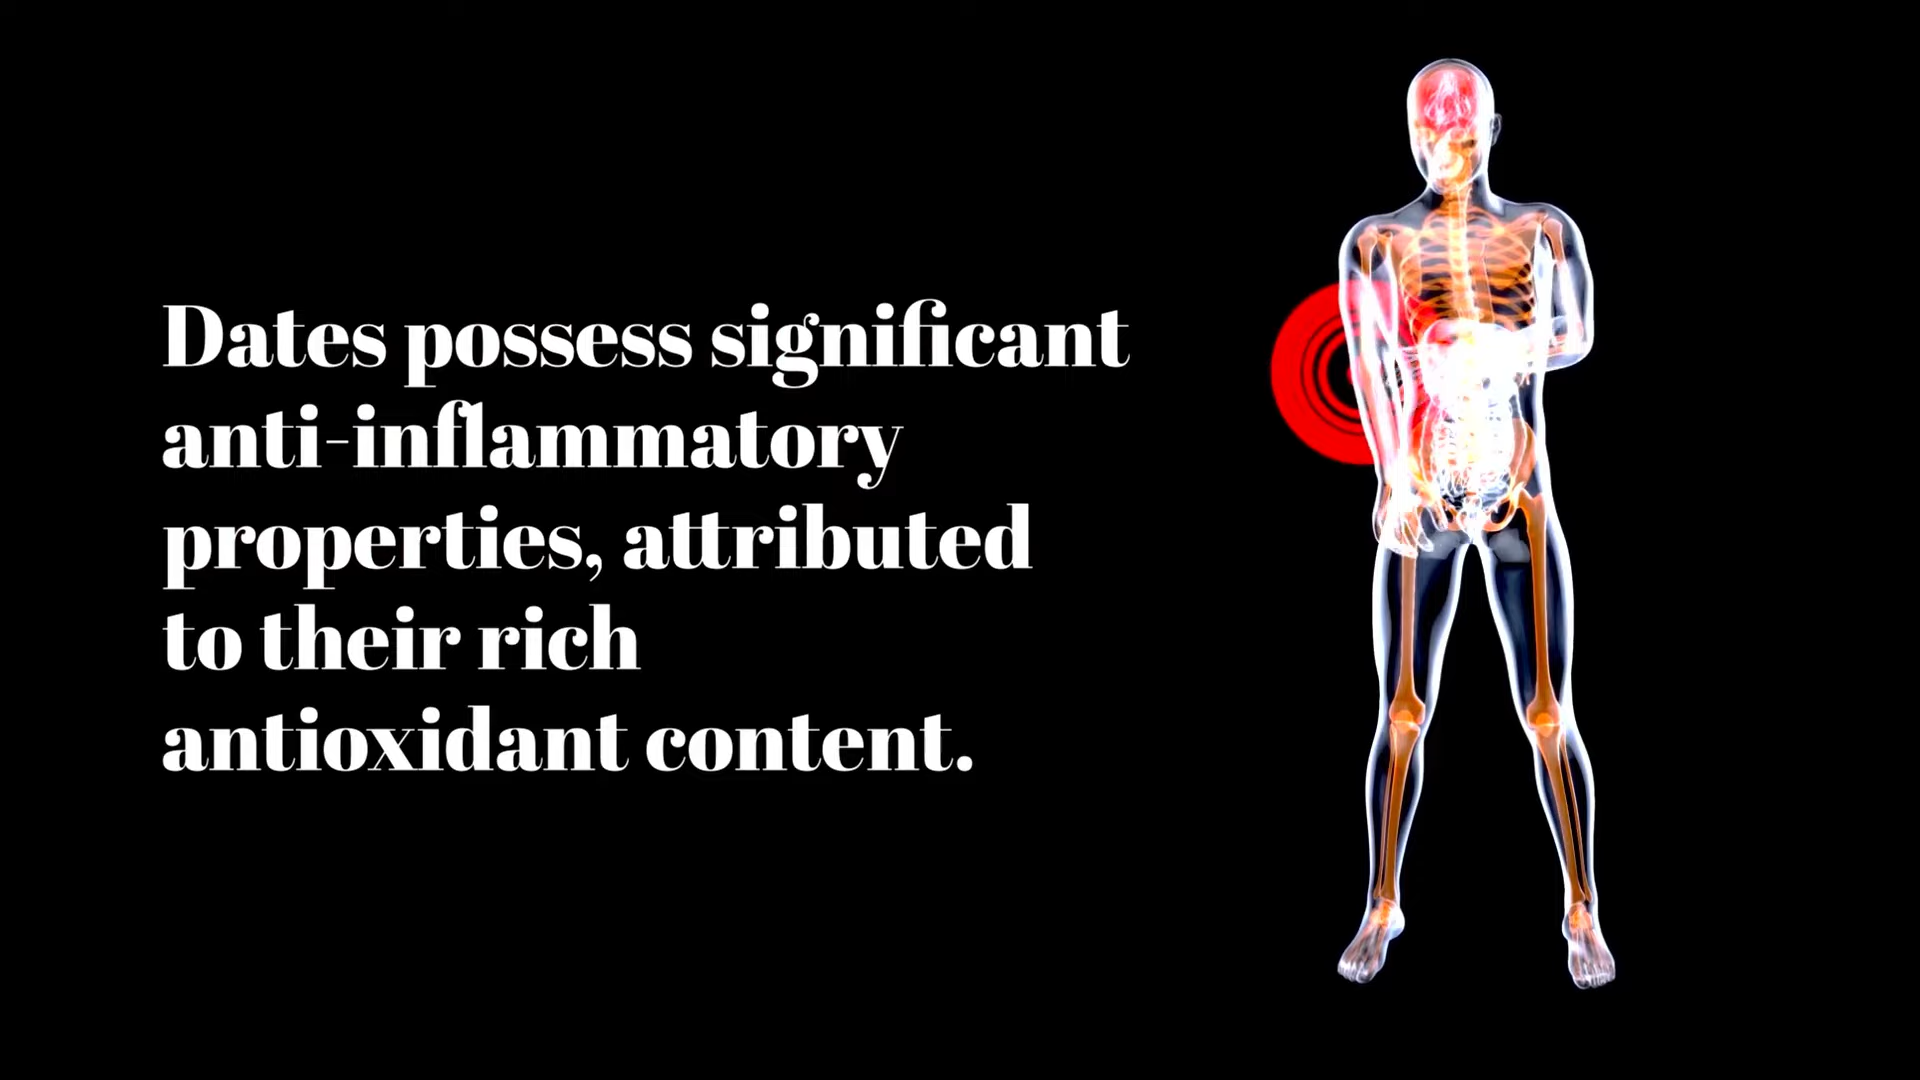 Dates possess significant
anti-inflammatory
properties, attributed
to their rich
antioxidant content.